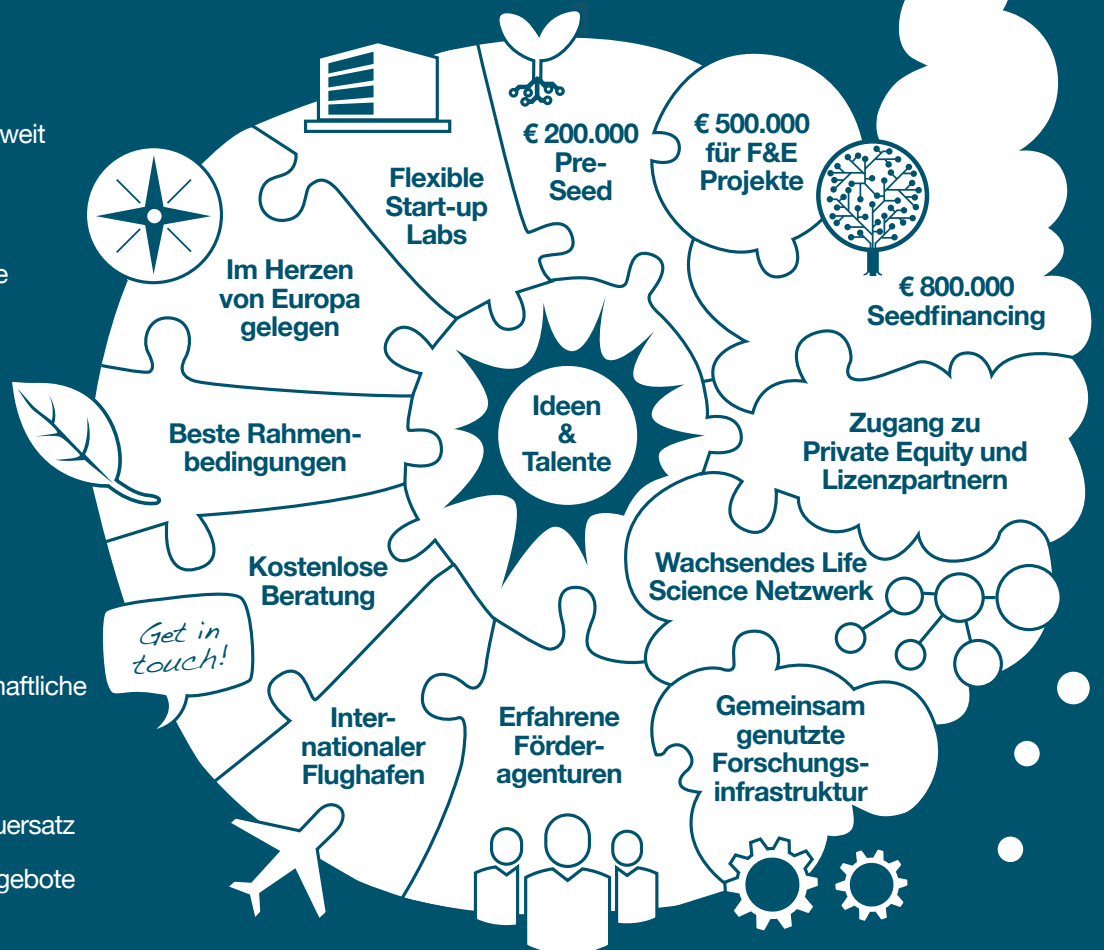 weit
e
haftliche
uersatz
gebote
€ 200.000
Pre-
Seed
€ 500.000
für F&E
Projekte
€ 800.000
Seedfinancing
Flexible
Start-up
Labs
Im Herzen
von Europa
gelegen
Ideen
&
Talente
Zugang zu
Private Equity und
Lizenzpartnern
Beste Rahmen-
bedingungen
Wachsendes Life
Science Netzwerk
Kostenlose
Beratung
Get in
touch!
Inter-
nationaler
Flughafen
Erfahrene
Förder-
agenturen
Gemeinsam
genutzte
Forschungs-
infrastruktur